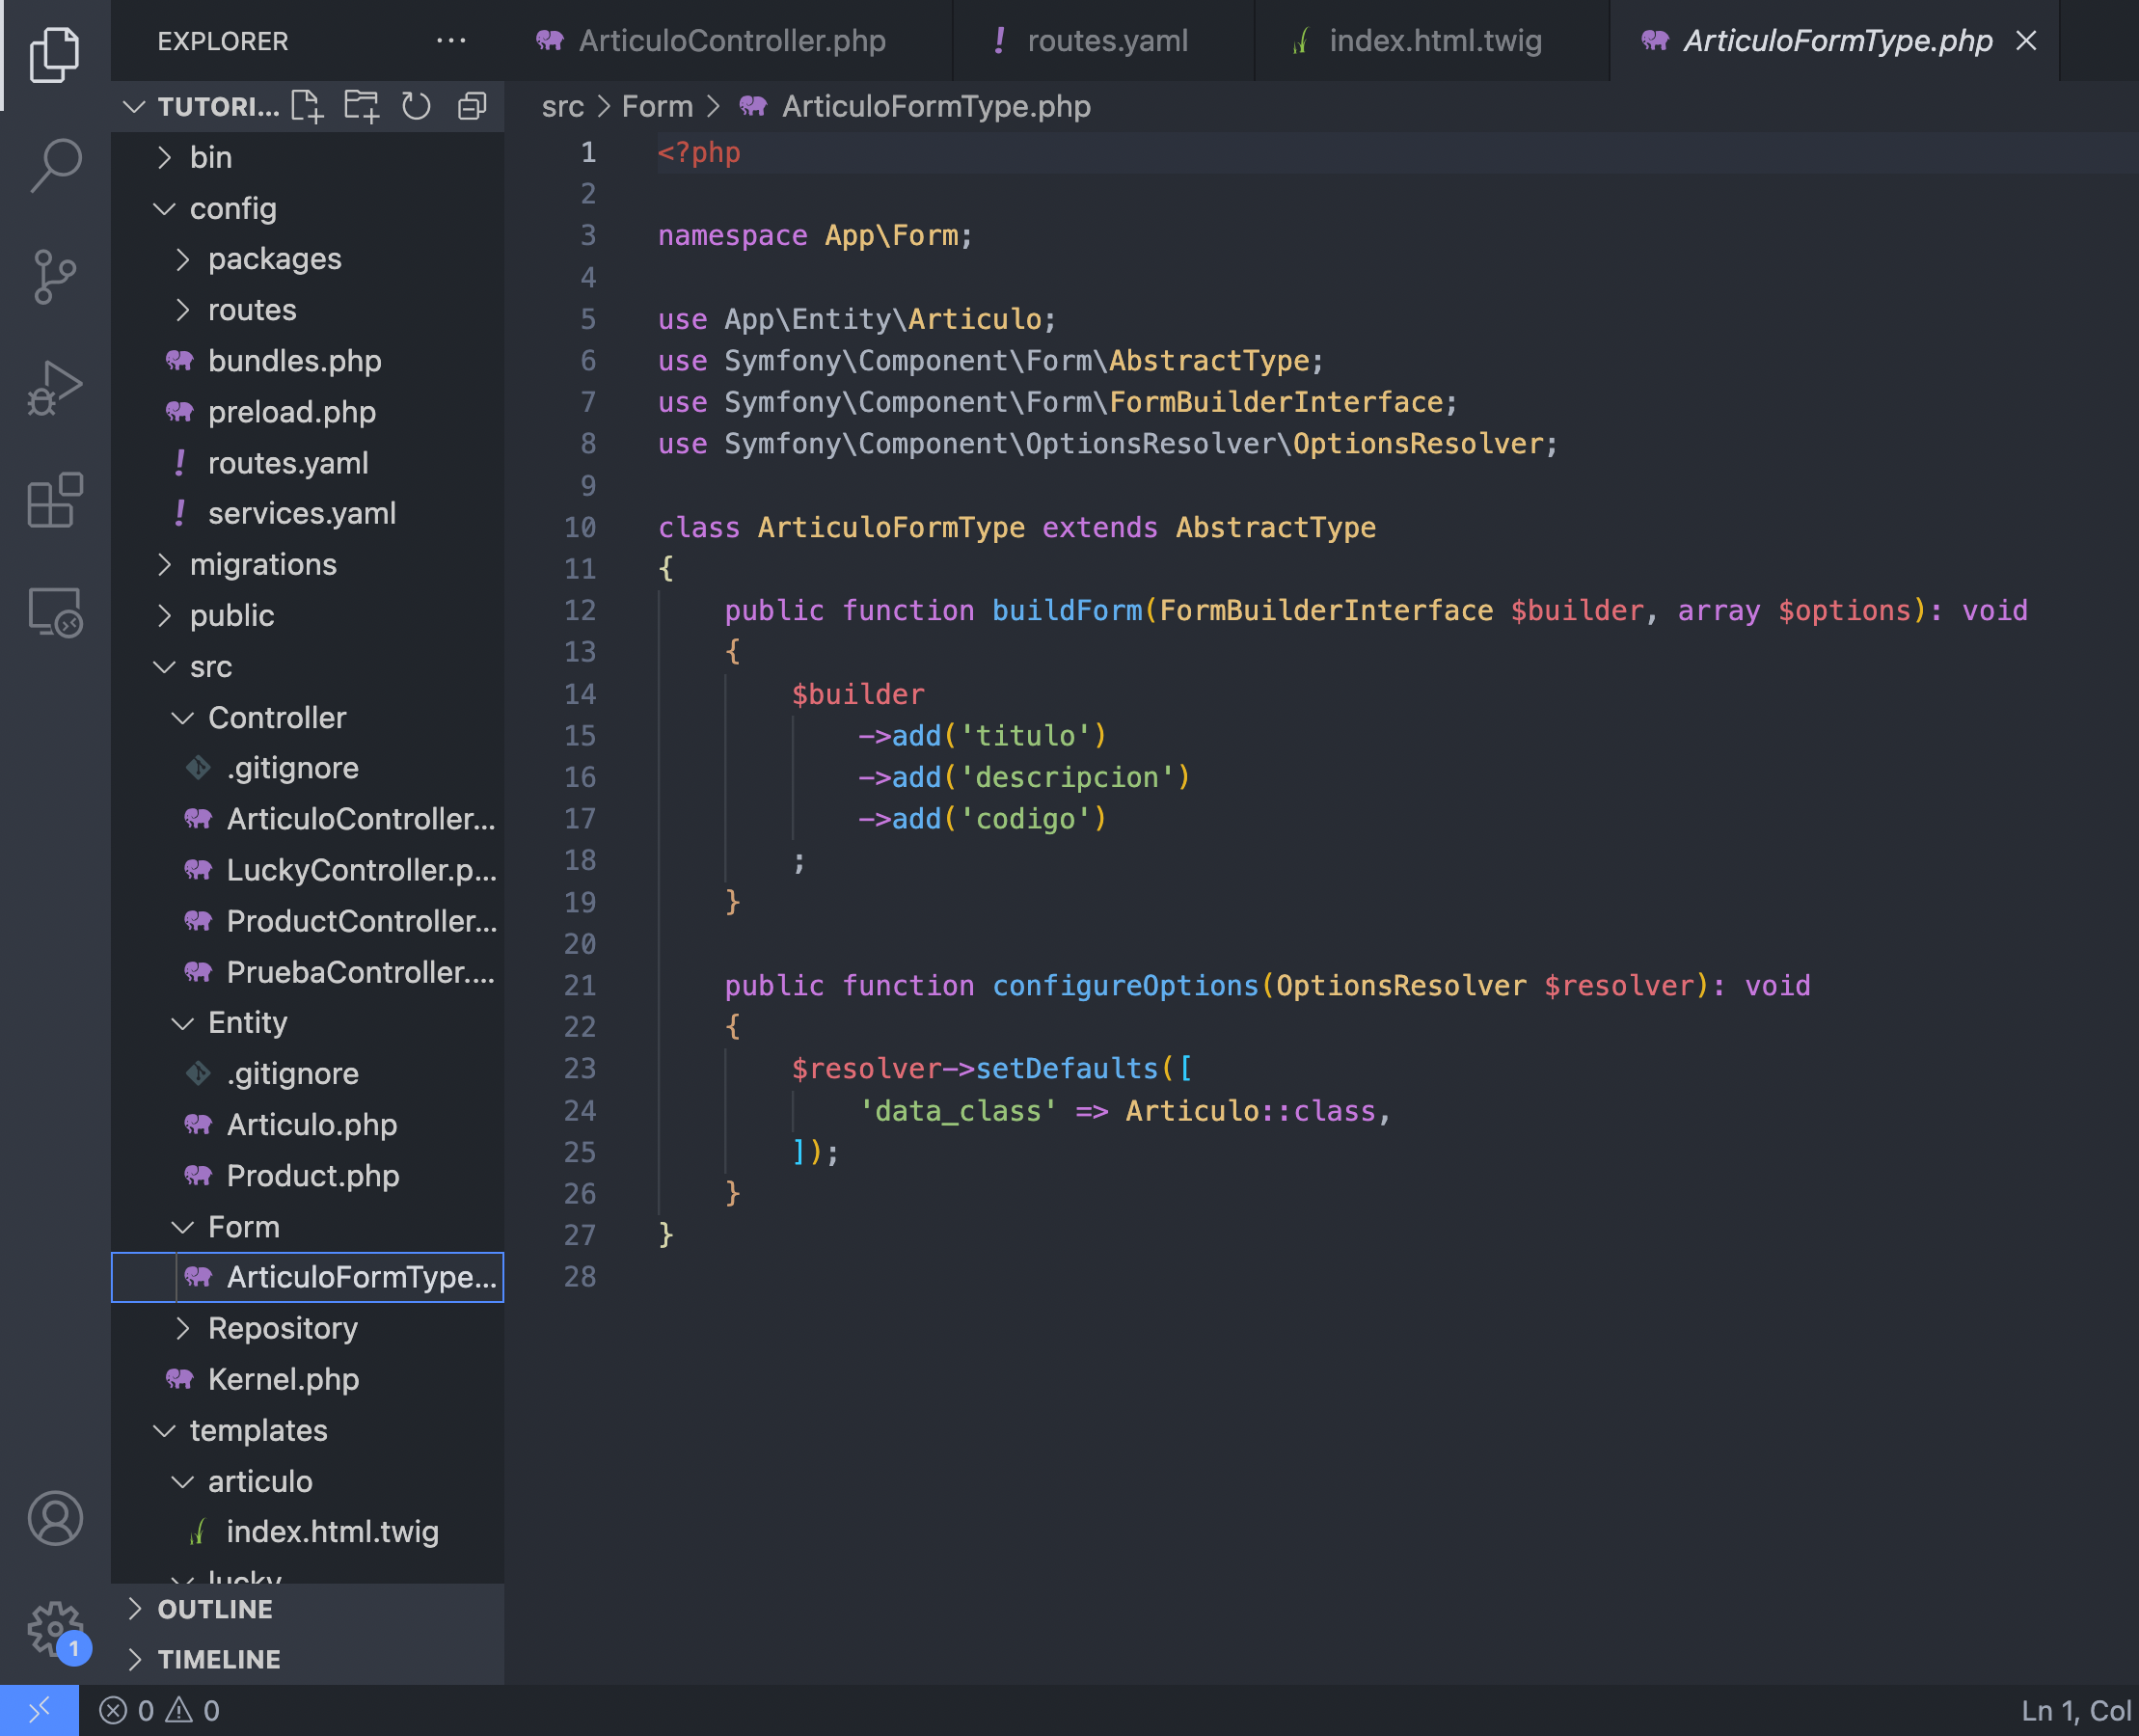 EXPLORER ...
TUTORI...
bin
config
packages
routes
bundles.php
preload.php
! routes.yaml
! services.yaml
migrations
public
src
Controller
.gitignore
ArticuloController...
LuckyController.p...
ProductController...
PruebaController....
Entity
.gitignore
Articulo.php
Product.php
Form
ArticuloFormType...
Repository
Kernel.php
templates
articulo
index.html.twig
lucky
OUTLINE
TIMELINE
1
ArticuloController.php ! routes.yaml index.html.twig ArticuloFormType.php
src > Form > ArticuloFormType.php
1 <?php
2
3 namespace App\Form;
4
5 use App\Entity\Articulo;
6 use Symfony\Component\Form\AbstractType;
7 use Symfony\Component\Form\FormBuilderInterface;
8 use Symfony\Component\OptionsResolver\OptionsResolver;
9
10 class ArticuloFormType extends AbstractType
11 {
12 public function buildForm(FormBuilderInterface $builder, array $options): void
13 {
14 $builder
15 ->add('titulo')
16 ->add('descripcion')
17 ->add('codigo')
18 ;
19 }
20
21 public function configureOptions(OptionsResolver $resolver): void
22 {
23 $resolver->setDefaults([
24 'data_class' => Articulo::class,
25 ]);
26 }
27 }
28
0 0 Ln 1, Col